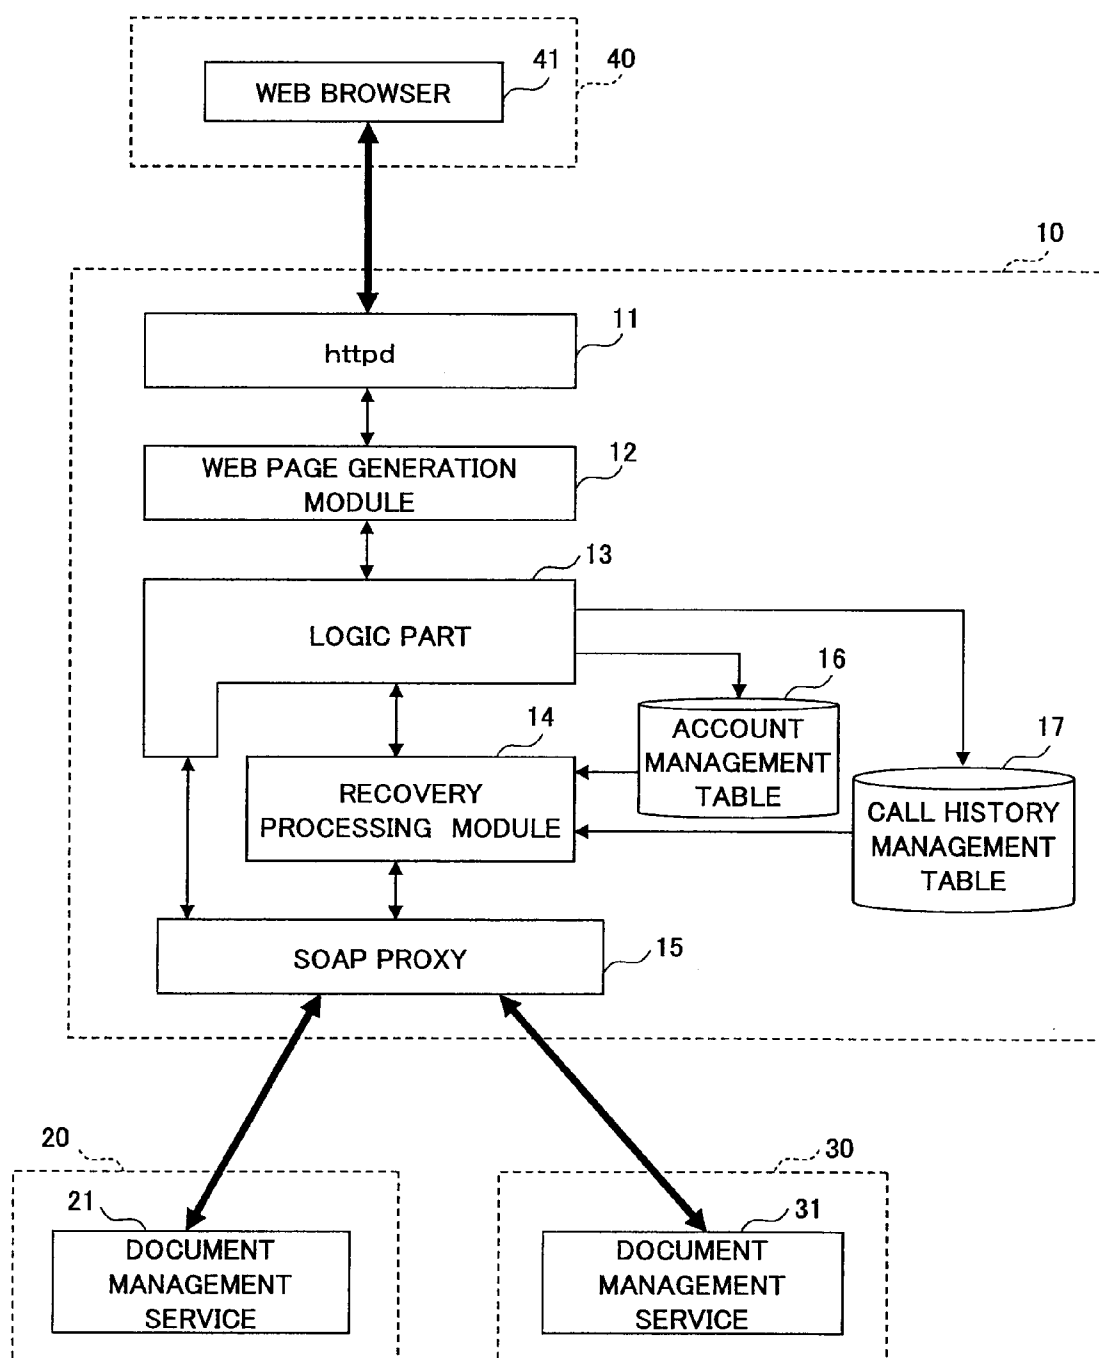 41
40
WEB BROWSER
10
11
httpd
12
WEB PAGE GENERATION
MODULE
13
LOGIC PART
16
ACCOUNT
MANAGEMENT
TABLE
14
17
RECOVERY
PROCESSING MODULE
CALL HISTORY
MANAGEMENT
TABLE
15
SOAP PROXY
20
30
21
31
DOCUMENT
MANAGEMENT
SERVICE
DOCUMENT
MANAGEMENT
SERVICE